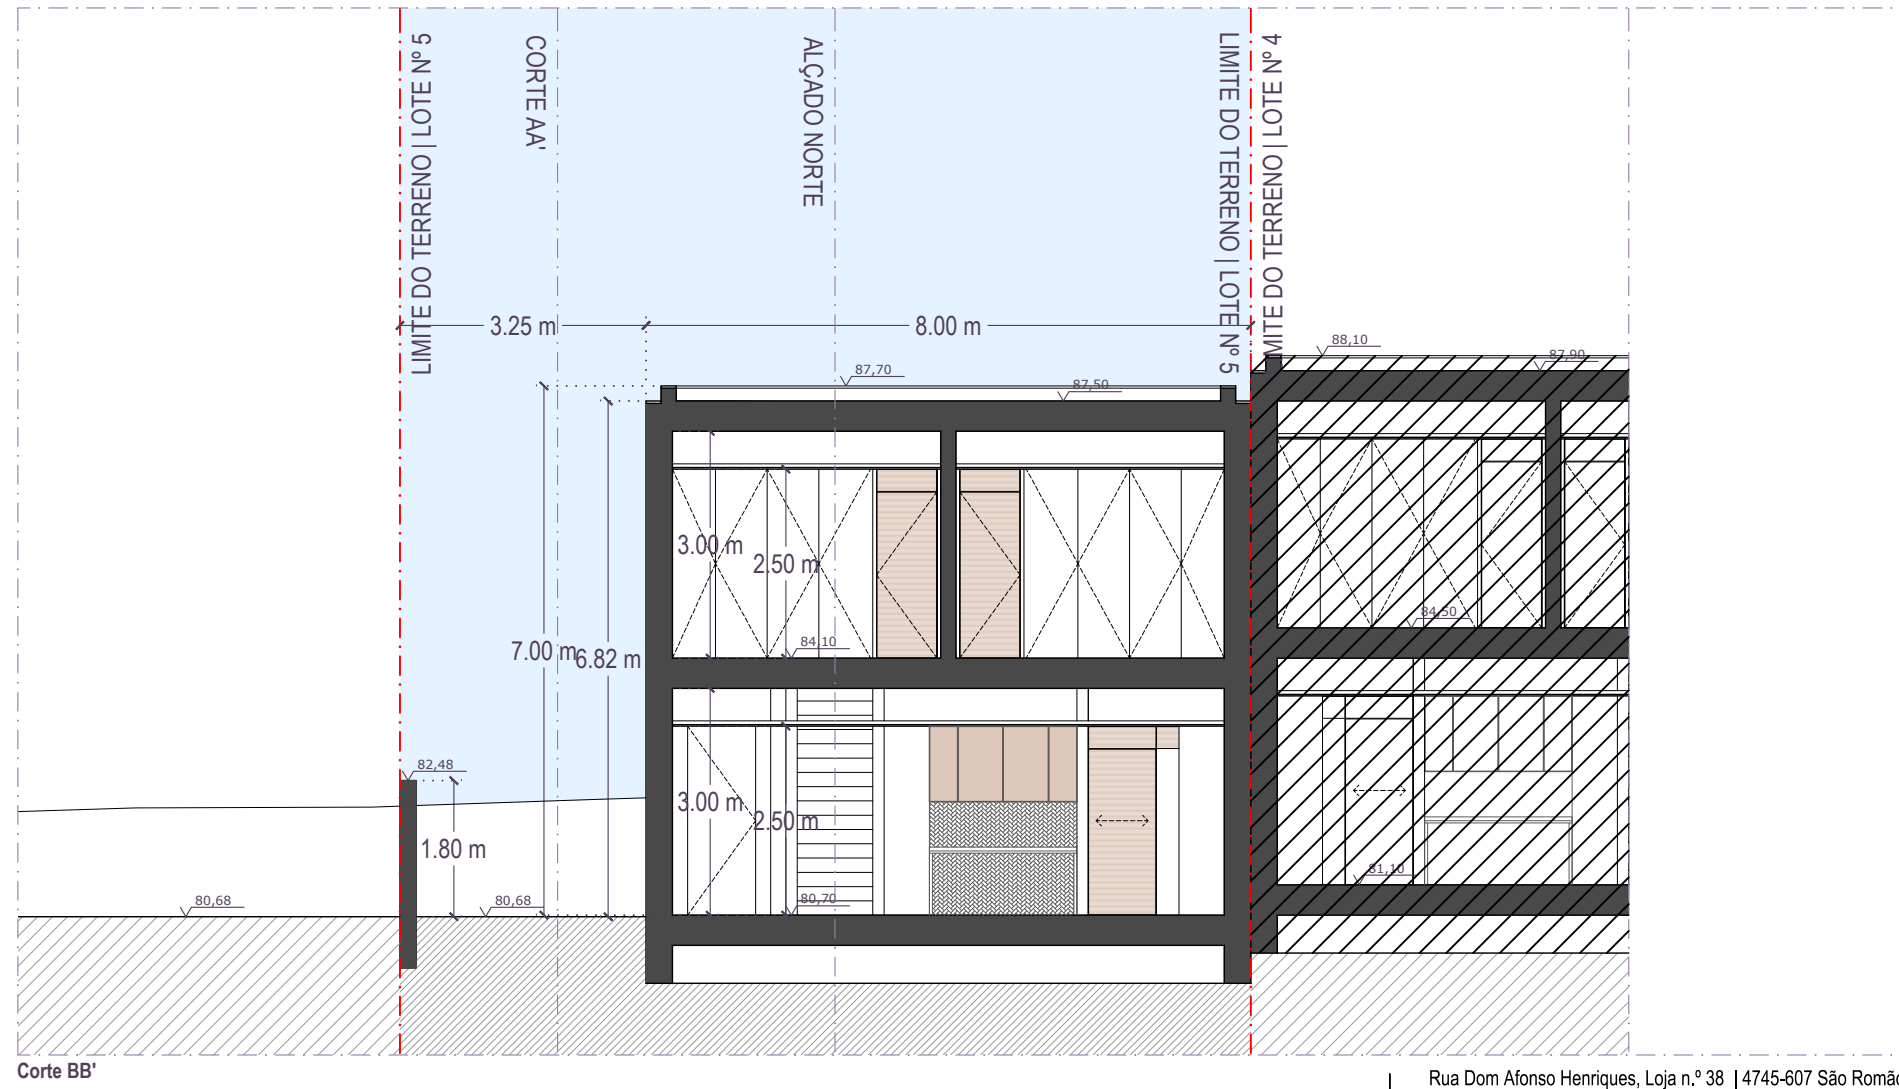 LIMITE DO TERRENO | LOTE Nº 5
CORTE AA'
ALÇADO NORTE
LIMITE DO TERRENO | LOTE Nº 5
MITE DO TERRENO | LOTE Nº 4
3.25 m
8.00 m
88,10
87,90
87,70
87,50
3.00 m
2.50 m
84,10
84,50
7.00 m
6.82 m
82,48
3.00 m
2.50 m
1.80 m
81,10
80,68
80,68
80,70
Corte BB'
Rua Dom Afonso Henriques, Loja n.º 38 | 4745-607 São Romão